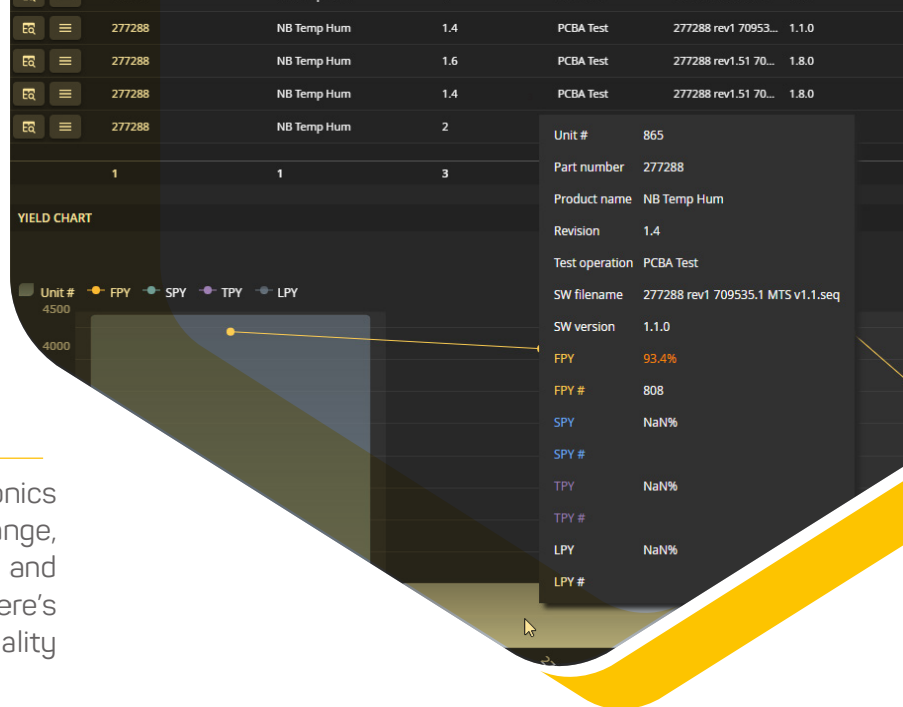 277288 NB Temp Hum 1.4 PCBA Test 277288 rev1 70953... 1.1.0
277288 NB Temp Hum 1.6 PCBA Test 277288 rev1.51 70... 1.8.0
277288 NB Temp Hum 1.4 PCBA Test 277288 rev1.51 70... 1.8.0
277288 NB Temp Hum 2
1 1 3
Unit # 865
Part number 277288
Product name NB Temp Hum
Revision 1.4
Test operation PCBA Test
SW filename 277288 rev1 709535.1 MTS v1.1.seq
SW version 1.1.0
FPY 93.4%
FPY # 808
SPY NaN%
SPY #
TPY NaN%
TPY #
LPY NaN%
LPY #
YIELD CHART
Unit # FPY SPY TPY LPY
4500
4000
onics
ange,
and
ere's
ality